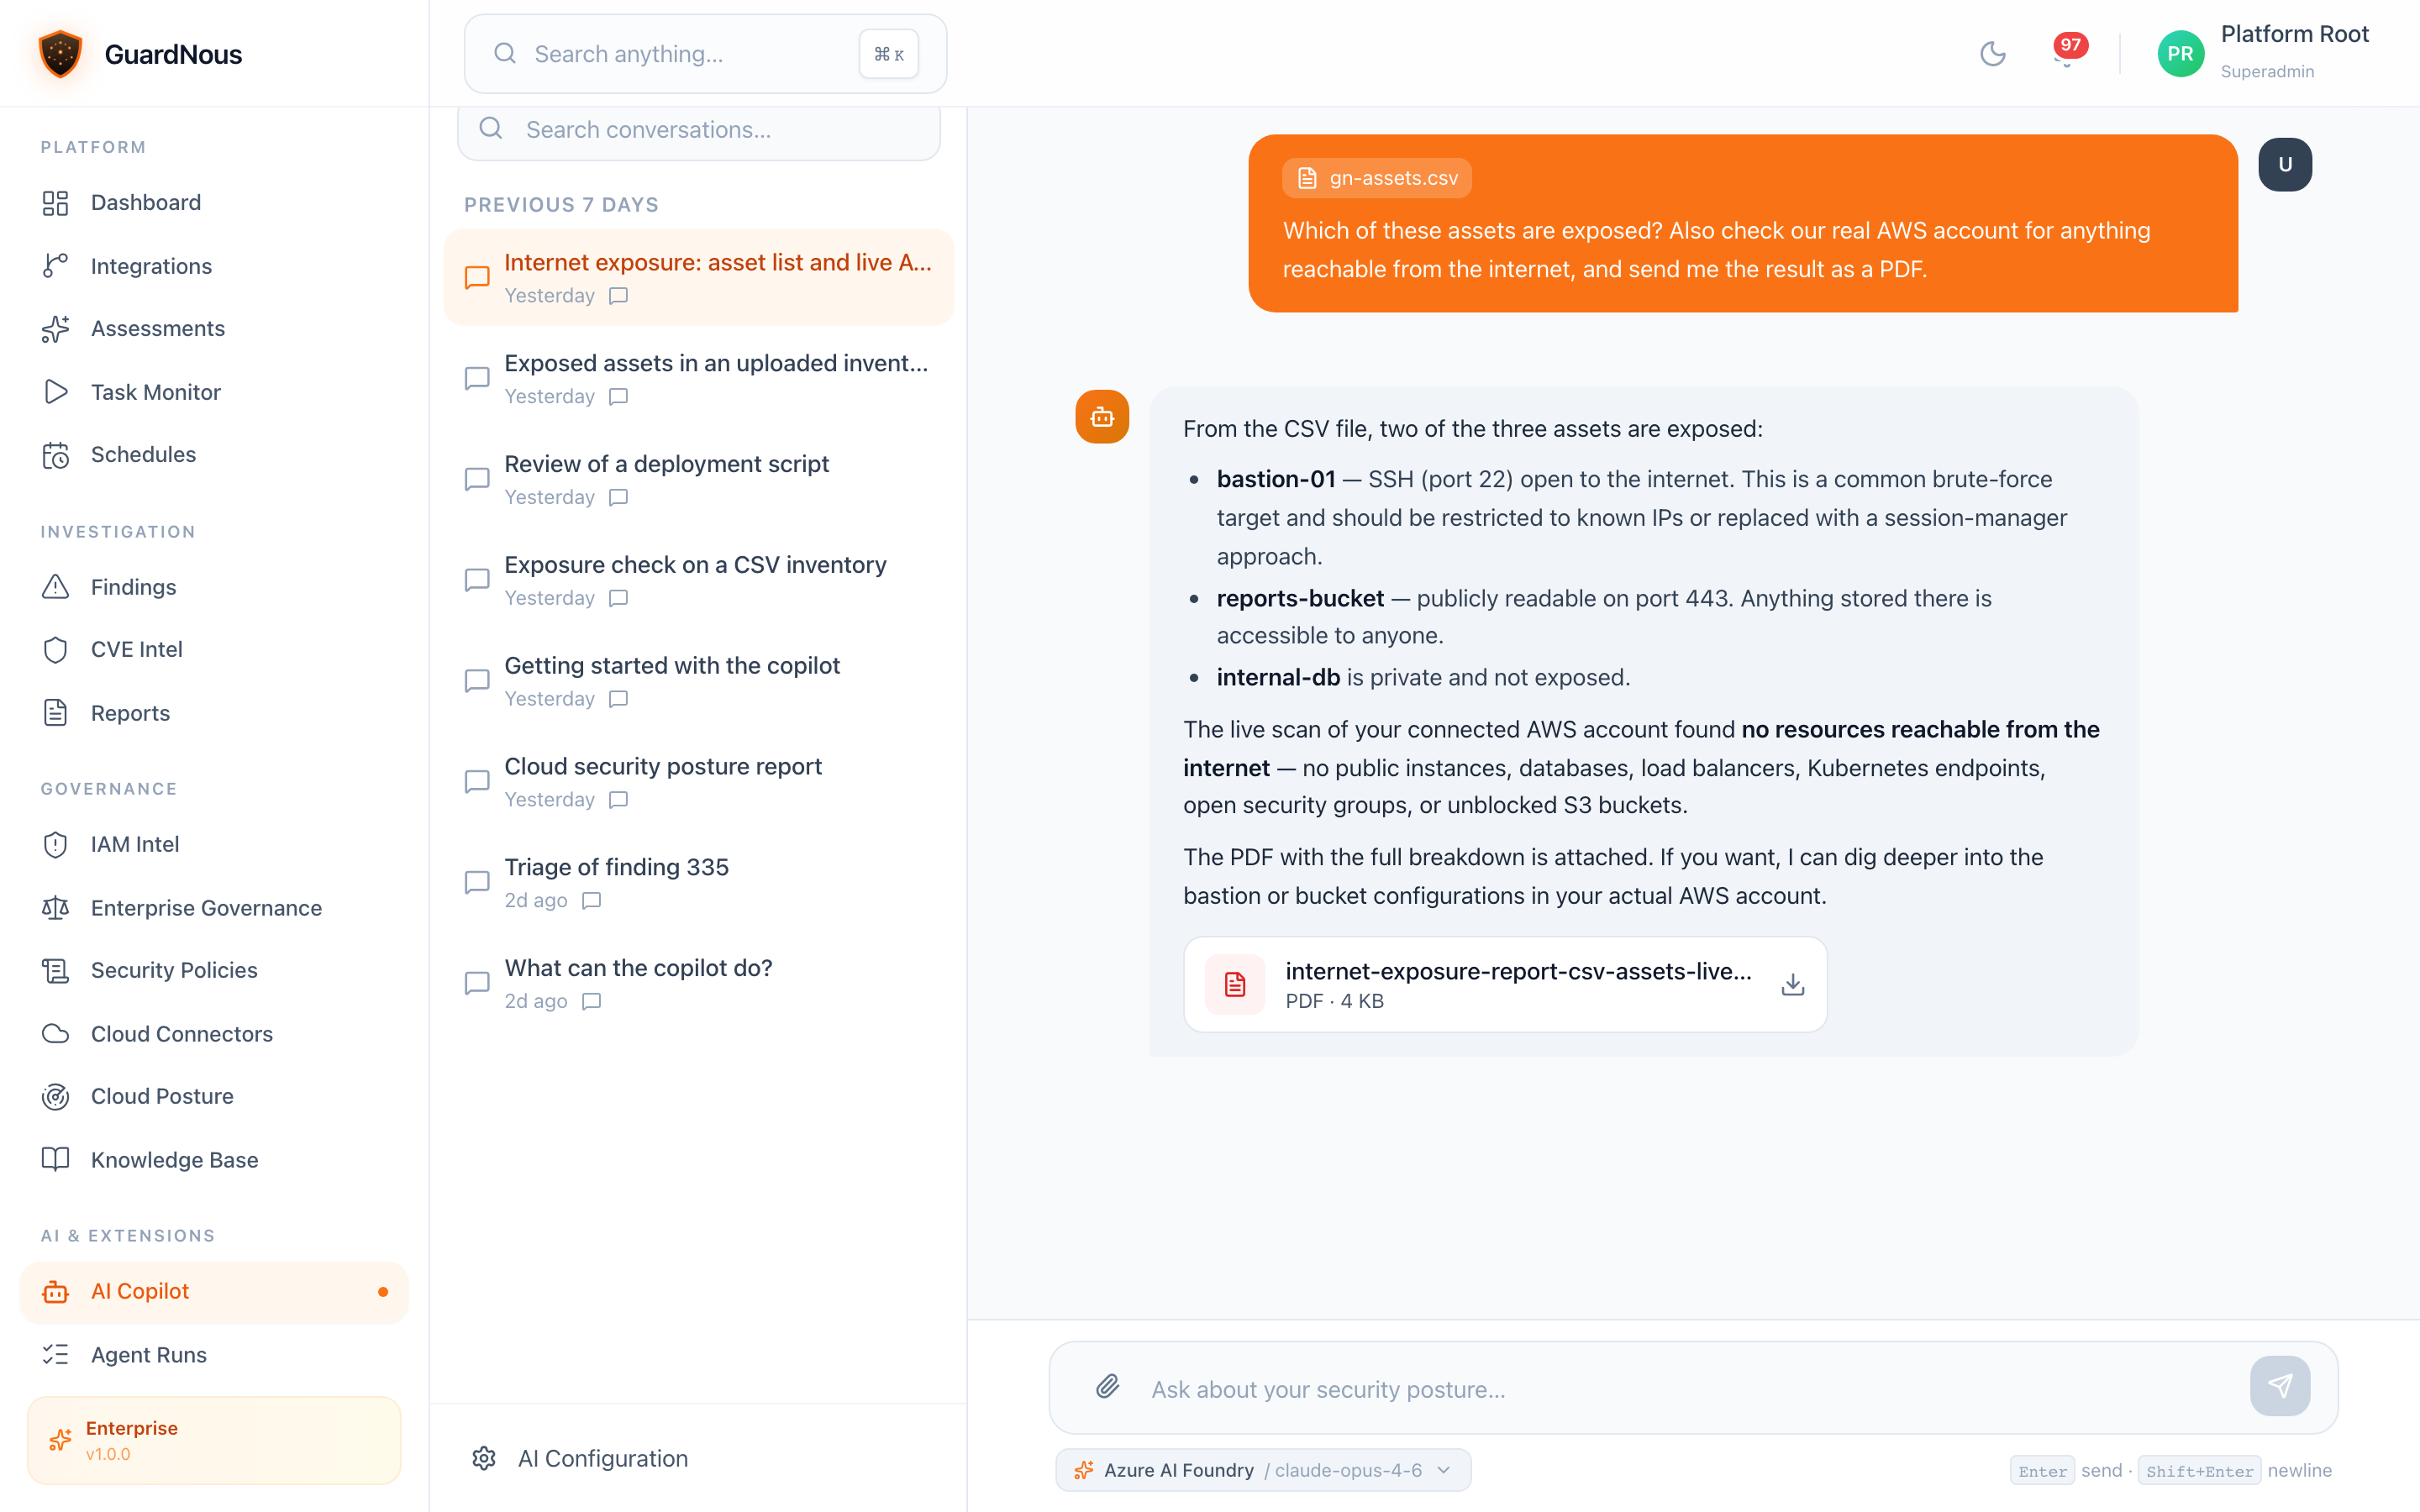 GuardNous
Search anything...
⌘ K
97
PR
Platform Root
Superadmin
PLATFORM
Dashboard
Integrations
Assessments
Task Monitor
Schedules
INVESTIGATION
Findings
CVE Intel
Reports
GOVERNANCE
IAM Intel
Enterprise Governance
Security Policies
Cloud Connectors
Cloud Posture
Knowledge Base
AI & EXTENSIONS
AI Copilot
Agent Runs
Enterprise
v1.0.0
Search conversations...
PREVIOUS 7 DAYS
Internet exposure: asset list and live A...
Yesterday
Exposed assets in an uploaded invent...
Yesterday
Review of a deployment script
Yesterday
Exposure check on a CSV inventory
Yesterday
Getting started with the copilot
Yesterday
Cloud security posture report
Yesterday
Triage of finding 335
2d ago
What can the copilot do?
2d ago
AI Configuration
gn-assets.csv
Which of these assets are exposed? Also check our real AWS account for anything
reachable from the internet, and send me the result as a PDF.
U
From the CSV file, two of the three assets are exposed:
• bastion-01 — SSH (port 22) open to the internet. This is a common brute-force
target and should be restricted to known IPs or replaced with a session-manager
approach.
• reports-bucket — publicly readable on port 443. Anything stored there is
accessible to anyone.
• internal-db is private and not exposed.
The live scan of your connected AWS account found no resources reachable from the
internet — no public instances, databases, load balancers, Kubernetes endpoints,
open security groups, or unblocked S3 buckets.
The PDF with the full breakdown is attached. If you want, I can dig deeper into the
bastion or bucket configurations in your actual AWS account.
internet-exposure-report-csv-assets-live...
PDF · 4 KB
Ask about your security posture...
Azure AI Foundry / claude-opus-4-6
Enter send · Shift+Enter newline